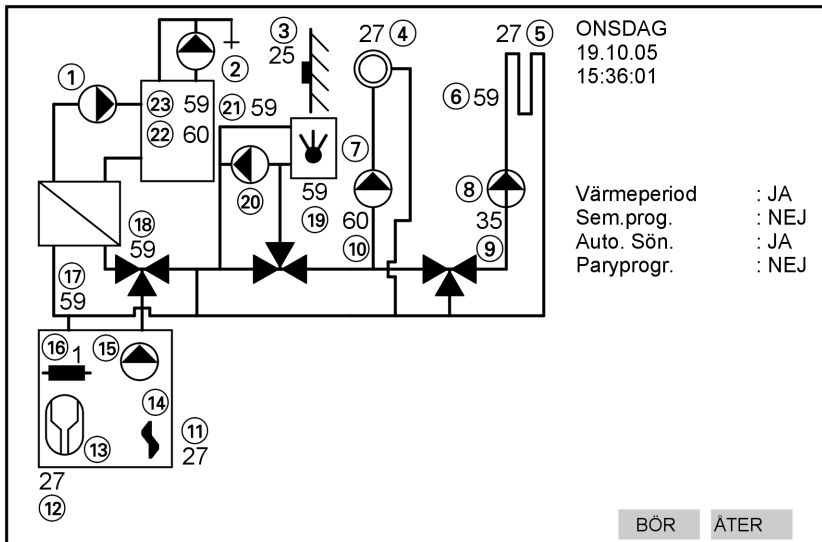 ③ 27 ④ 27 ⑤ ONSDAG
25 19.10.05
15:36:01
① ② ⑥ 59
㉓ 59 ㉑ 59
㉒ 60
⑦
⑧
59 60 35
⑳ ⑲ ⑩ ⑨
⑱
59
⑰
59
Värmeperiod : JA
Sem.prog. : NEJ
Auto. Sön. : JA
Paryprogr. : NEJ
⑯ 1 ⑮
⑭
⑬ ⑪
27
27
⑫
BÖR ÅTER